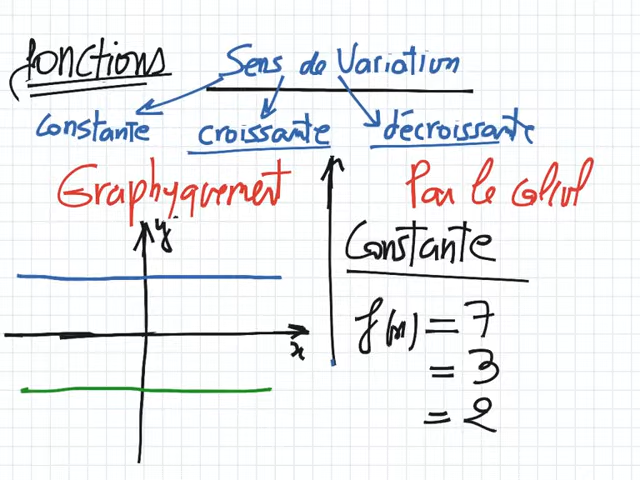 fonctions
Sens de Variation
Constante croissante décroissante
Graphyquement
Par le calcul
y
x
Constante
f(x) = 7
= 3
= 2